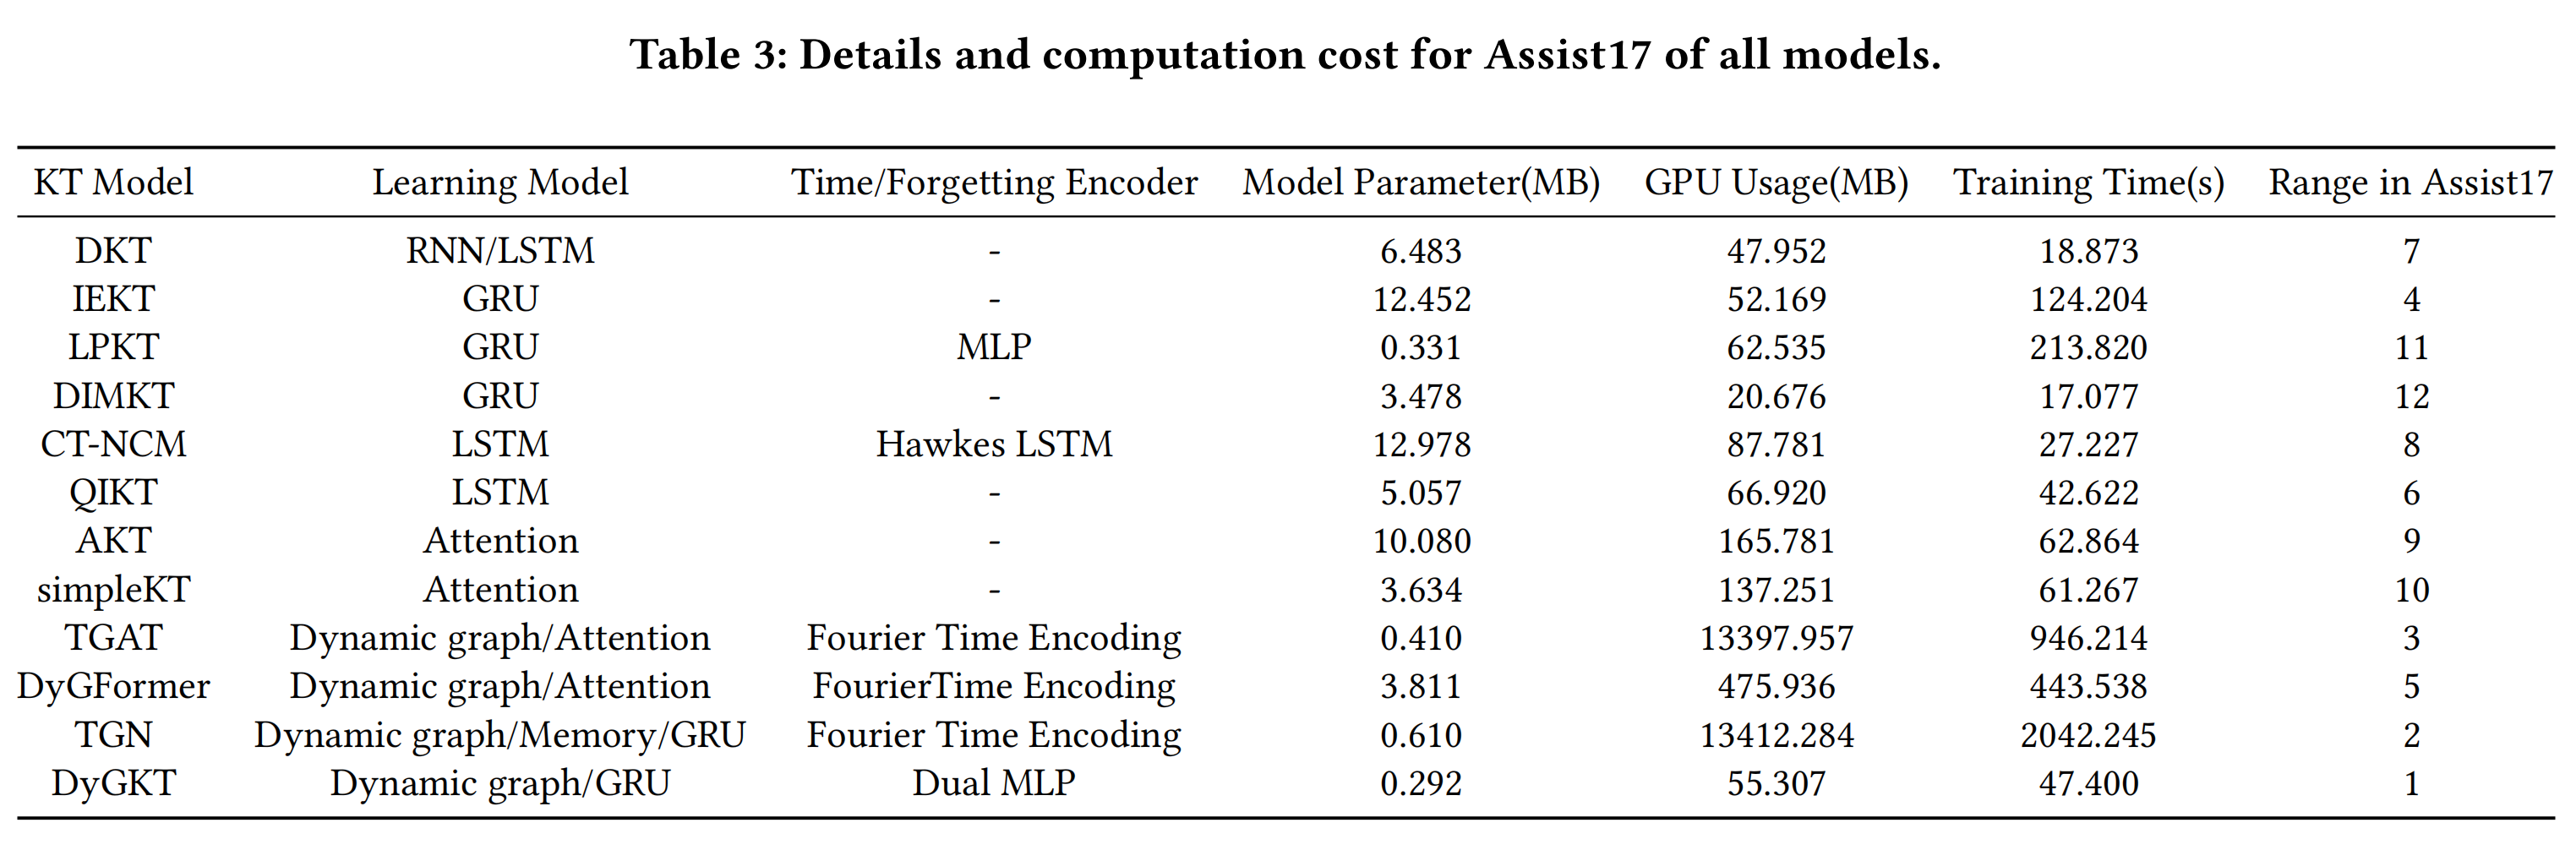 Table 3: Details and computation cost for Assist17 of all models.
KT Model Learning Model Time/Forgetting Encoder Model Parameter(MB) GPU Usage(MB) Training Time(s) Range in Assist17
DKT RNN/LSTM - 6.483 47.952 18.873 7
IEKT GRU - 12.452 52.169 124.204 4
LPKT GRU MLP 0.331 62.535 213.820 11
DIMKT GRU - 3.478 20.676 17.077 12
CT-NCM LSTM Hawkes LSTM 12.978 87.781 27.227 8
QIKT LSTM - 5.057 66.920 42.622 6
AKT Attention - 10.080 165.781 62.864 9
simpleKT Attention - 3.634 137.251 61.267 10
TGAT Dynamic graph/Attention Fourier Time Encoding 0.410 13397.957 946.214 3
DyGFormer Dynamic graph/Attention FourierTime Encoding 3.811 475.936 443.538 5
TGN Dynamic graph/Memory/GRU Fourier Time Encoding 0.610 13412.284 2042.245 2
DyGKT Dynamic graph/GRU Dual MLP 0.292 55.307 47.400 1